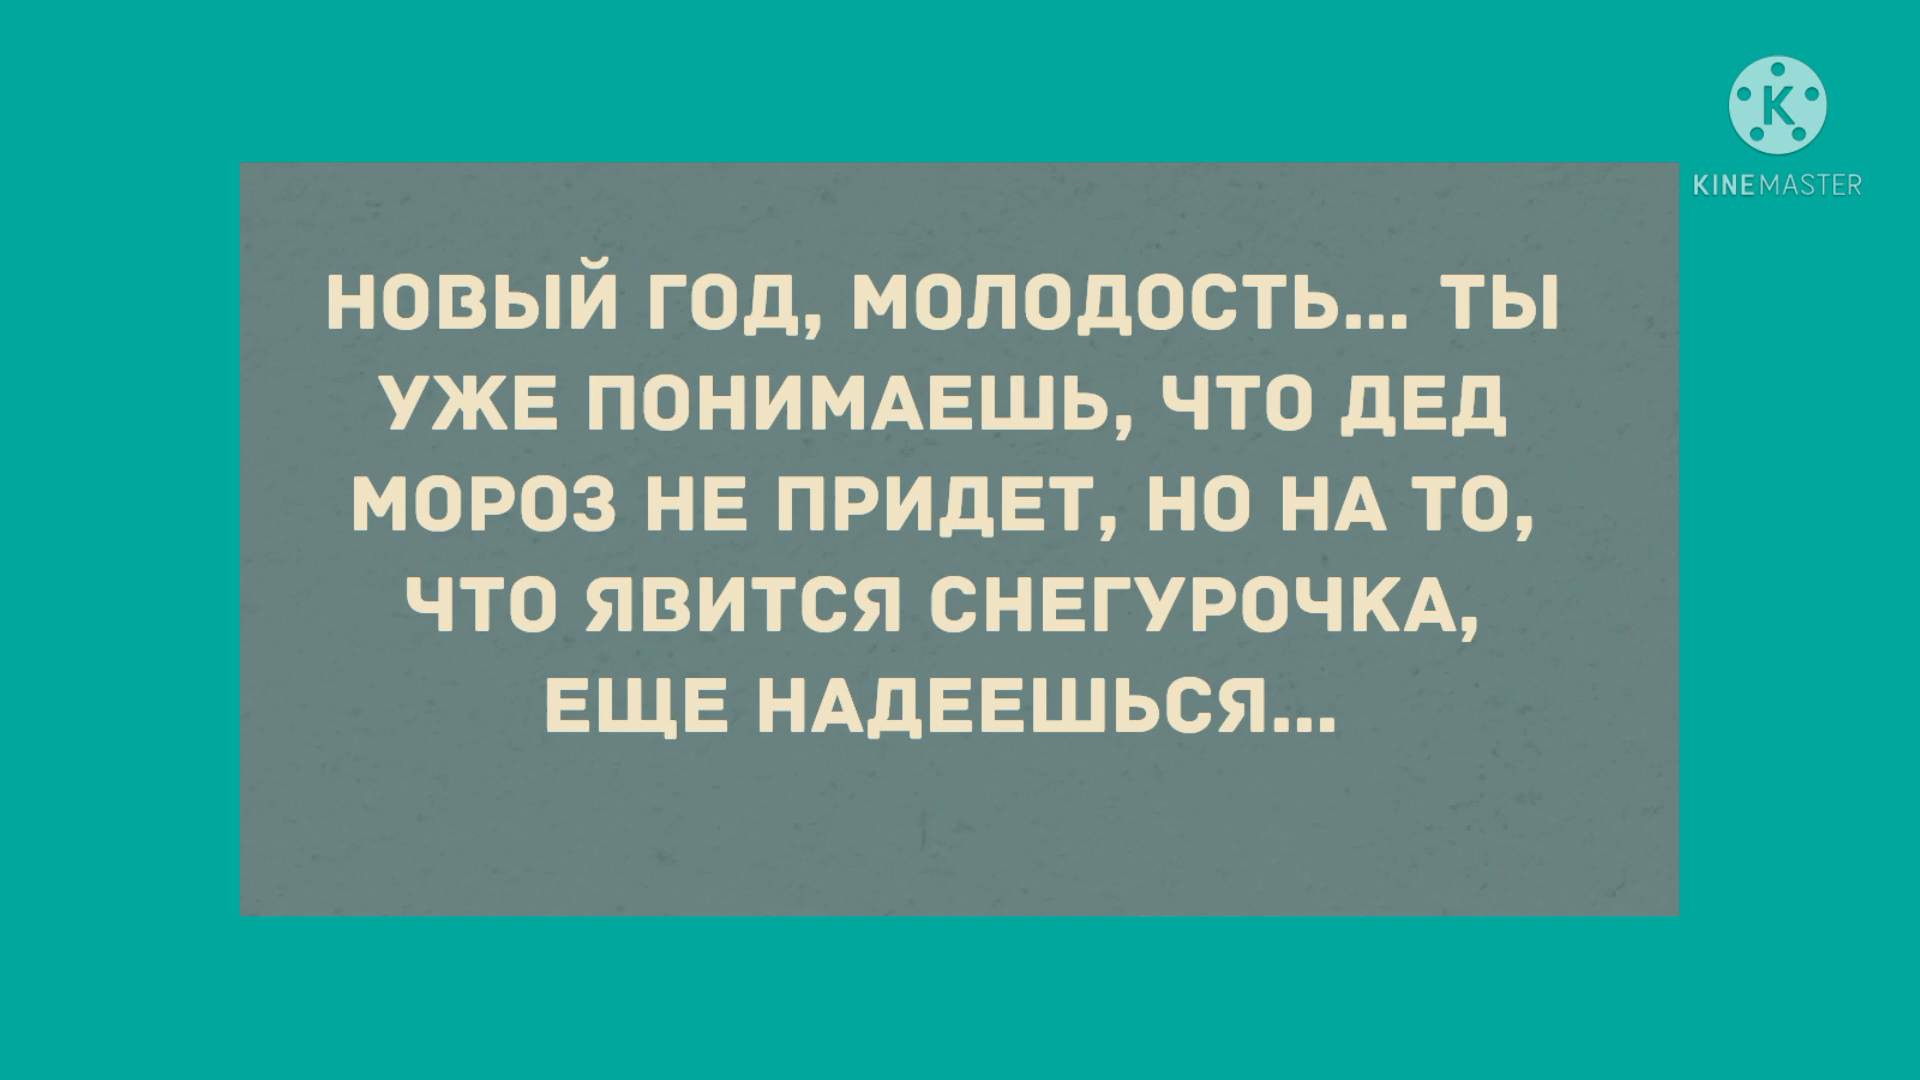 K
KINEMASTER
НОВЫЙ ГОД, МОЛОДОСТЬ... ТЫ
УЖЕ ПОНИМАЕШЬ, ЧТО ДЕД
МОРОЗ НЕ ПРИДЕТ, НО НА ТО,
ЧТО ЯВИТСЯ СНЕГУРОЧКА,
ЕЩЕ НАДЕЕШЬСЯ...